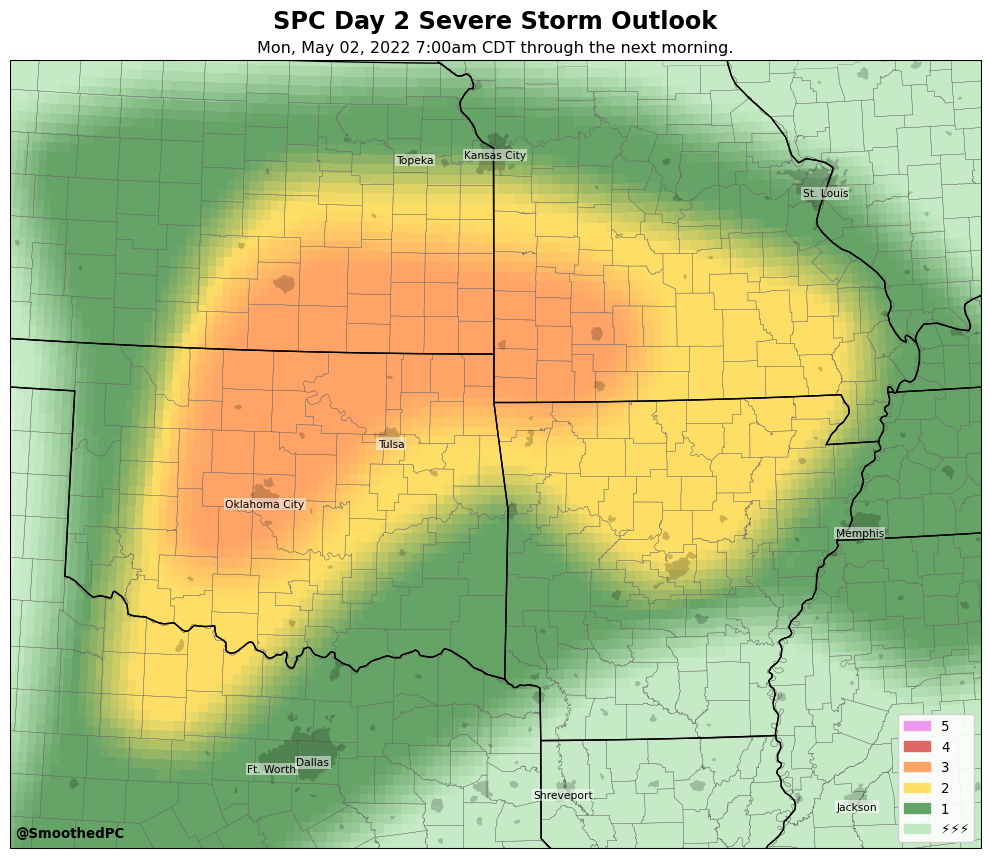 SPC Day 2 Severe Storm Outlook
Mon, May 02, 2022 7:00am CDT through the next morning.
Topeka
Kansas City
St. Louis
Tulsa
Oklahoma City
Memphis
Ft. Worth
Dallas
Shreveport
Jackson
5
4
3
2
1
⚡⚡⚡
@SmoothedPC